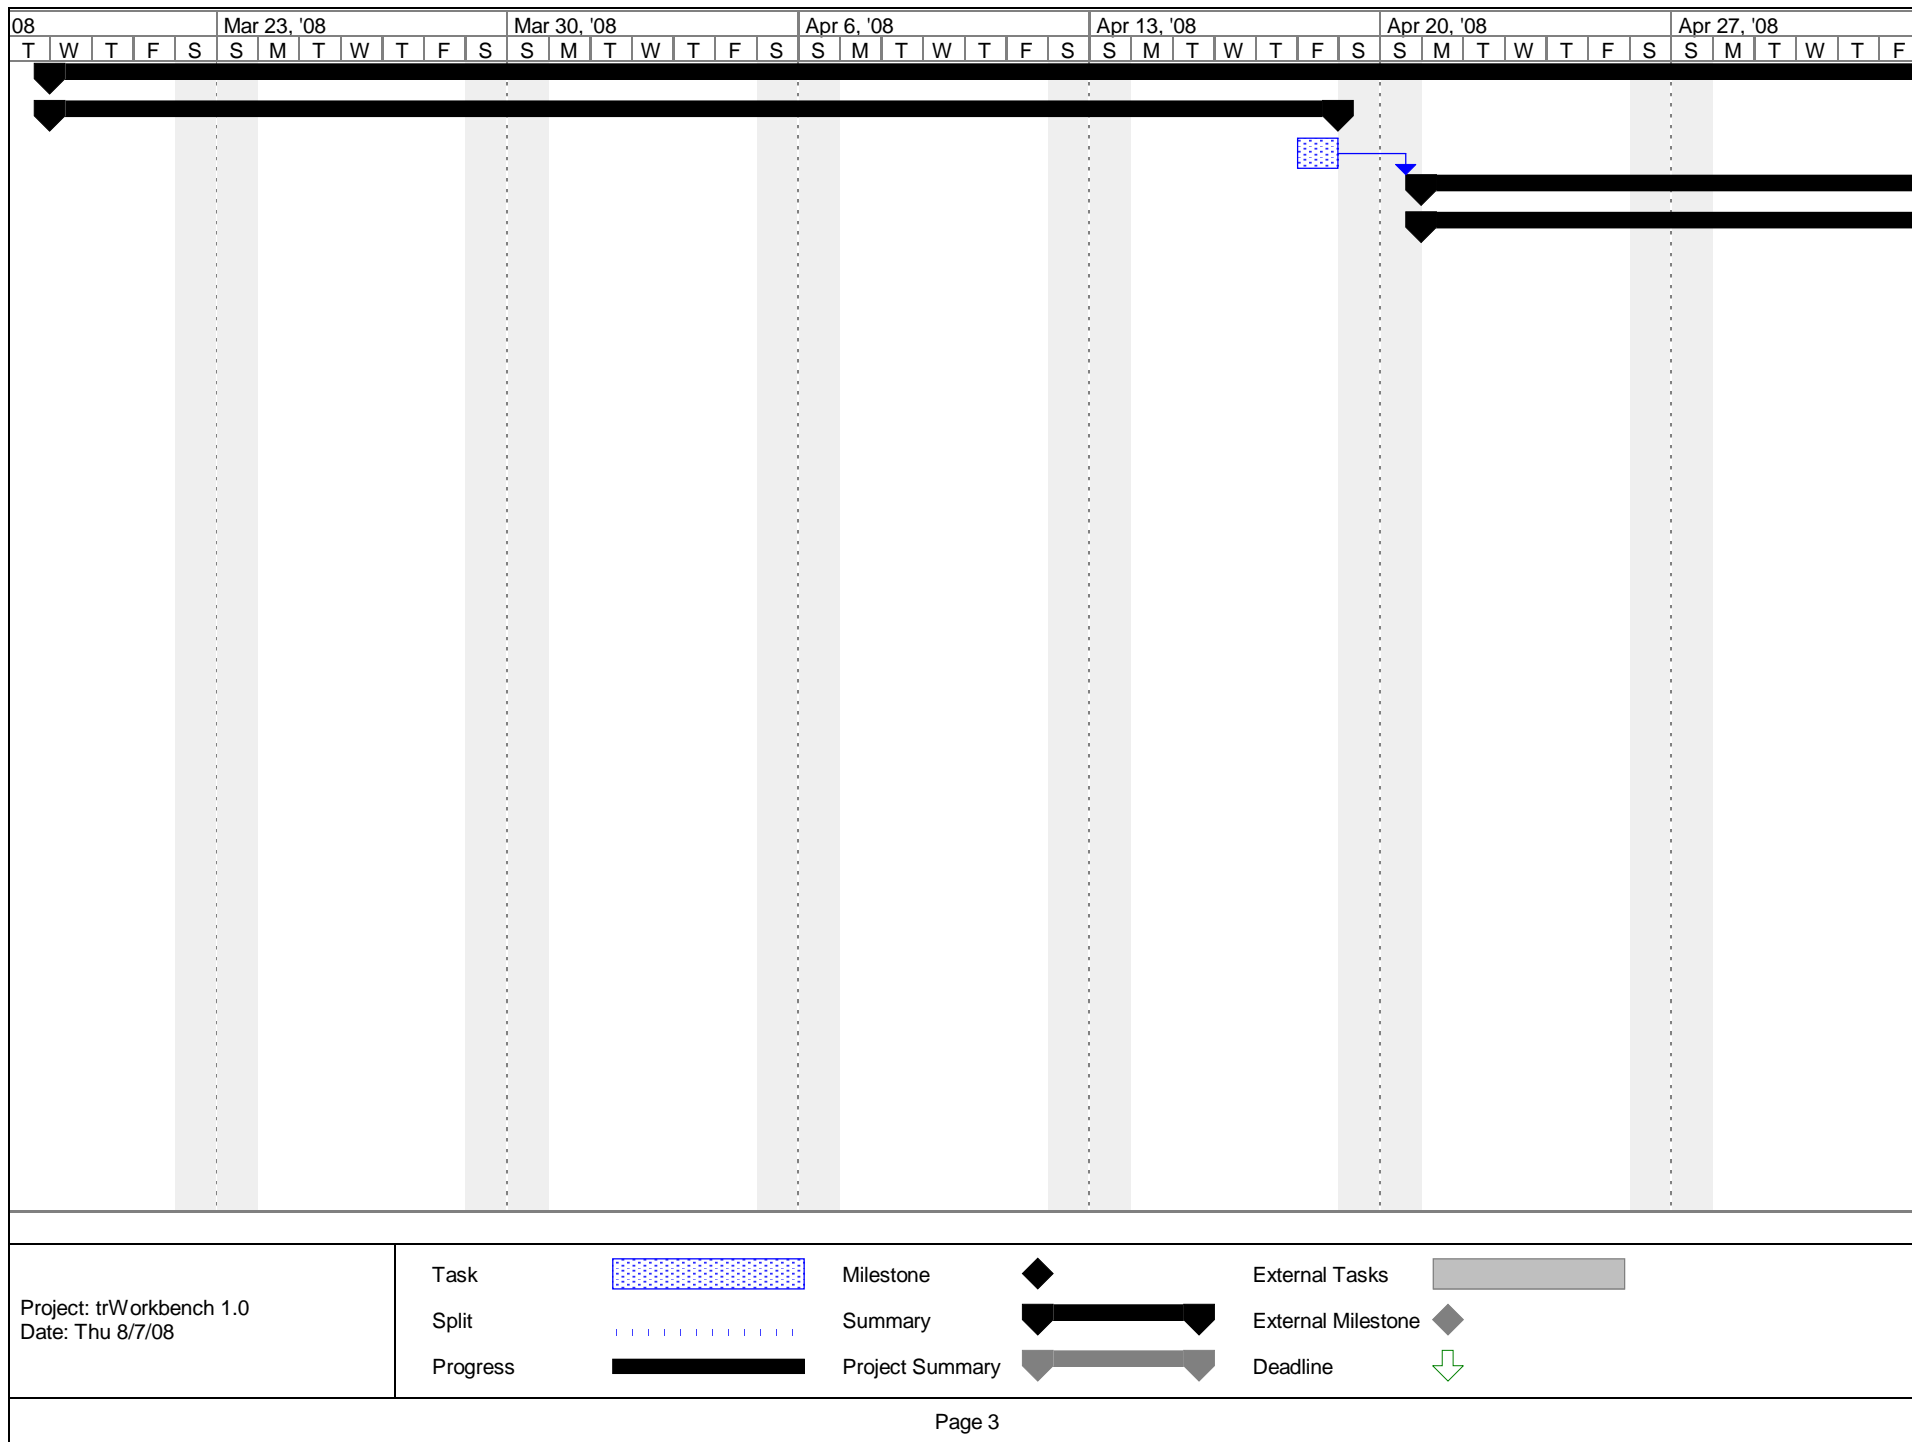 08 Mar 23, '08 Mar 30, '08 Apr 6, '08 Apr 13, '08 Apr 20, '08 Apr 27, '08
T W T F S S M T W T F S S M T W T F S S M T W T F S S M T W T F S S M T W T F S S M T W T F
Task Milestone External Tasks
Project: trWorkbench 1.0
Split Summary External Milestone
Date: Thu 8/7/08
Progress Project Summary Deadline
Page 3